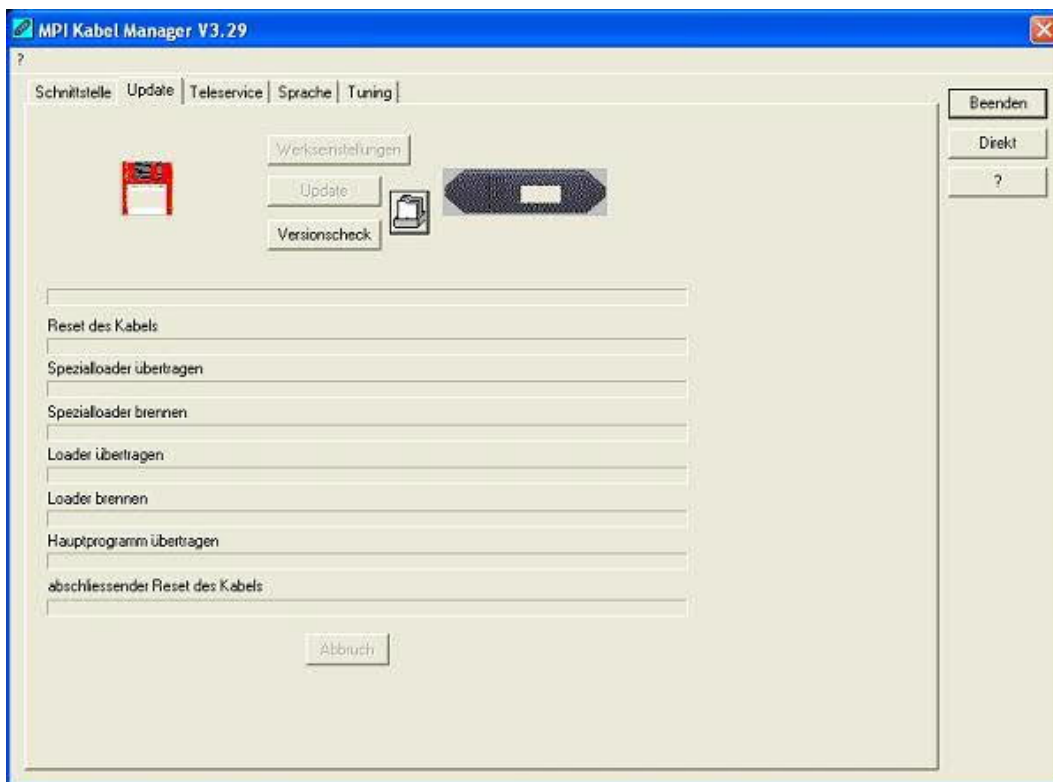 MPI Kabel Manager V3.29
?
Schnittstelle Update Teleservice Sprache Tuning
Beenden
Direkt
?
Werkseinstellungen
Update
Versionscheck
Reset des Kabels
Spezialloader übertragen
Spezialloader brennen
Loader übertragen
Loader brennen
Hauptprogramm übertragen
abschliessender Reset des Kabels
Abbruch